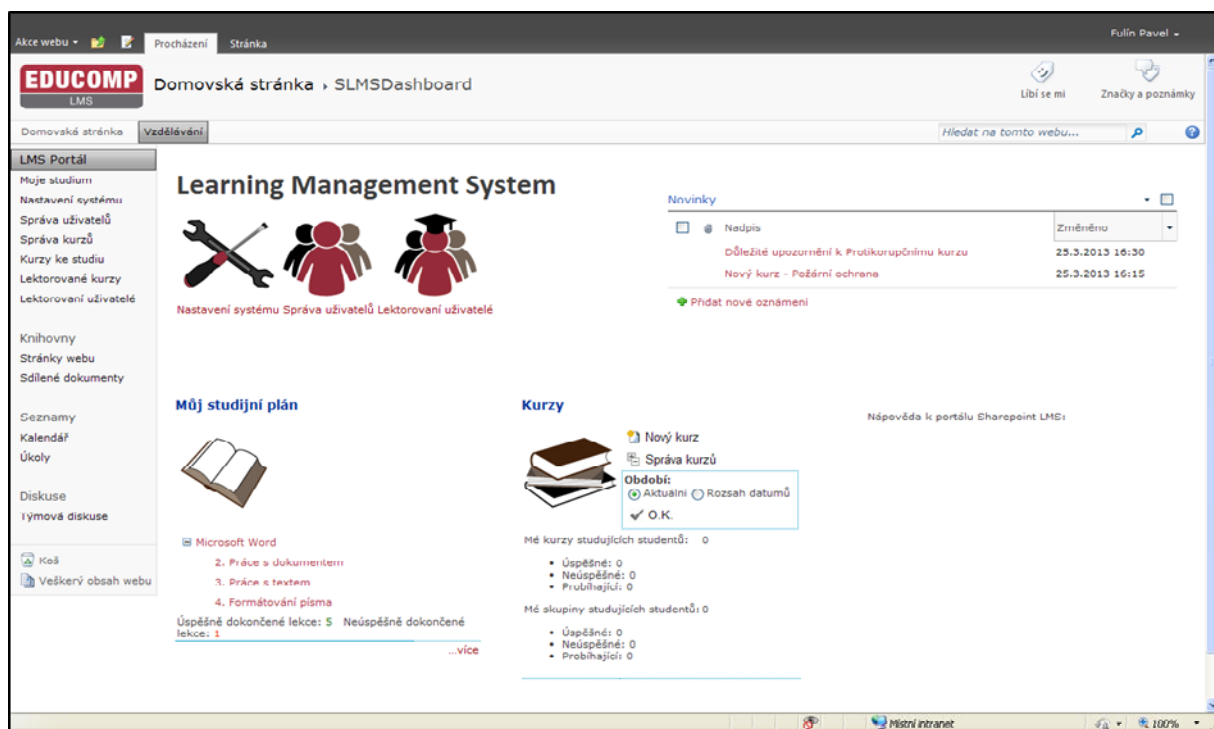 Fulín Pavel
Akce webu Procházení Stránka
EDUCOMP
LMS
Domovská stránka › SLMSDashboard
Líbí se mi Značky a poznámky
Domovská stránka Vzdělávání
Hledat na tomto webu...
LMS Portál
Moje studium
Nastavení systému
Správa uživatelů
Správa kurzů
Kurzy ke studiu
Lektorované kurzy
Lektorovaní uživatelé
Knihovny
Stránky webu
Sdílené dokumenty
Seznamy
Kalendář
Úkoly
Diskuse
Týmová diskuse
Koš
Veškerý obsah webu
Learning Management System
Nastavení systému Správa uživatelů Lektorovaní uživatelé
Novinky
Nadpis Změněno
Důležité upozornění k Protikorupčnímu kurzu 25.3.2013 16:30
Nový kurz - Požární ochrana 25.3.2013 16:15
Přidat nové oznámení
Můj studijní plán
Microsoft Word
2. Práce s dokumentem
3. Práce s textem
4. Formátování písma
Úspěšně dokončené lekce: 5 Neúspěšně dokončené
lekce: 1
...více
Kurzy
Nový kurz
Správa kurzů
Období:
Aktuální Rozsah datumů
O.K.
Mé kurzy studujících studentů: 0
• Úspěšné: 0
• Neúspěšné: 0
• Probíhající: 0
Mé skupiny studujících studentů: 0
• Úspěšné: 0
• Neúspěšné: 0
• Probíhající: 0
Nápověda k portálu Sharepoint LMS:
Místní intranet 100%